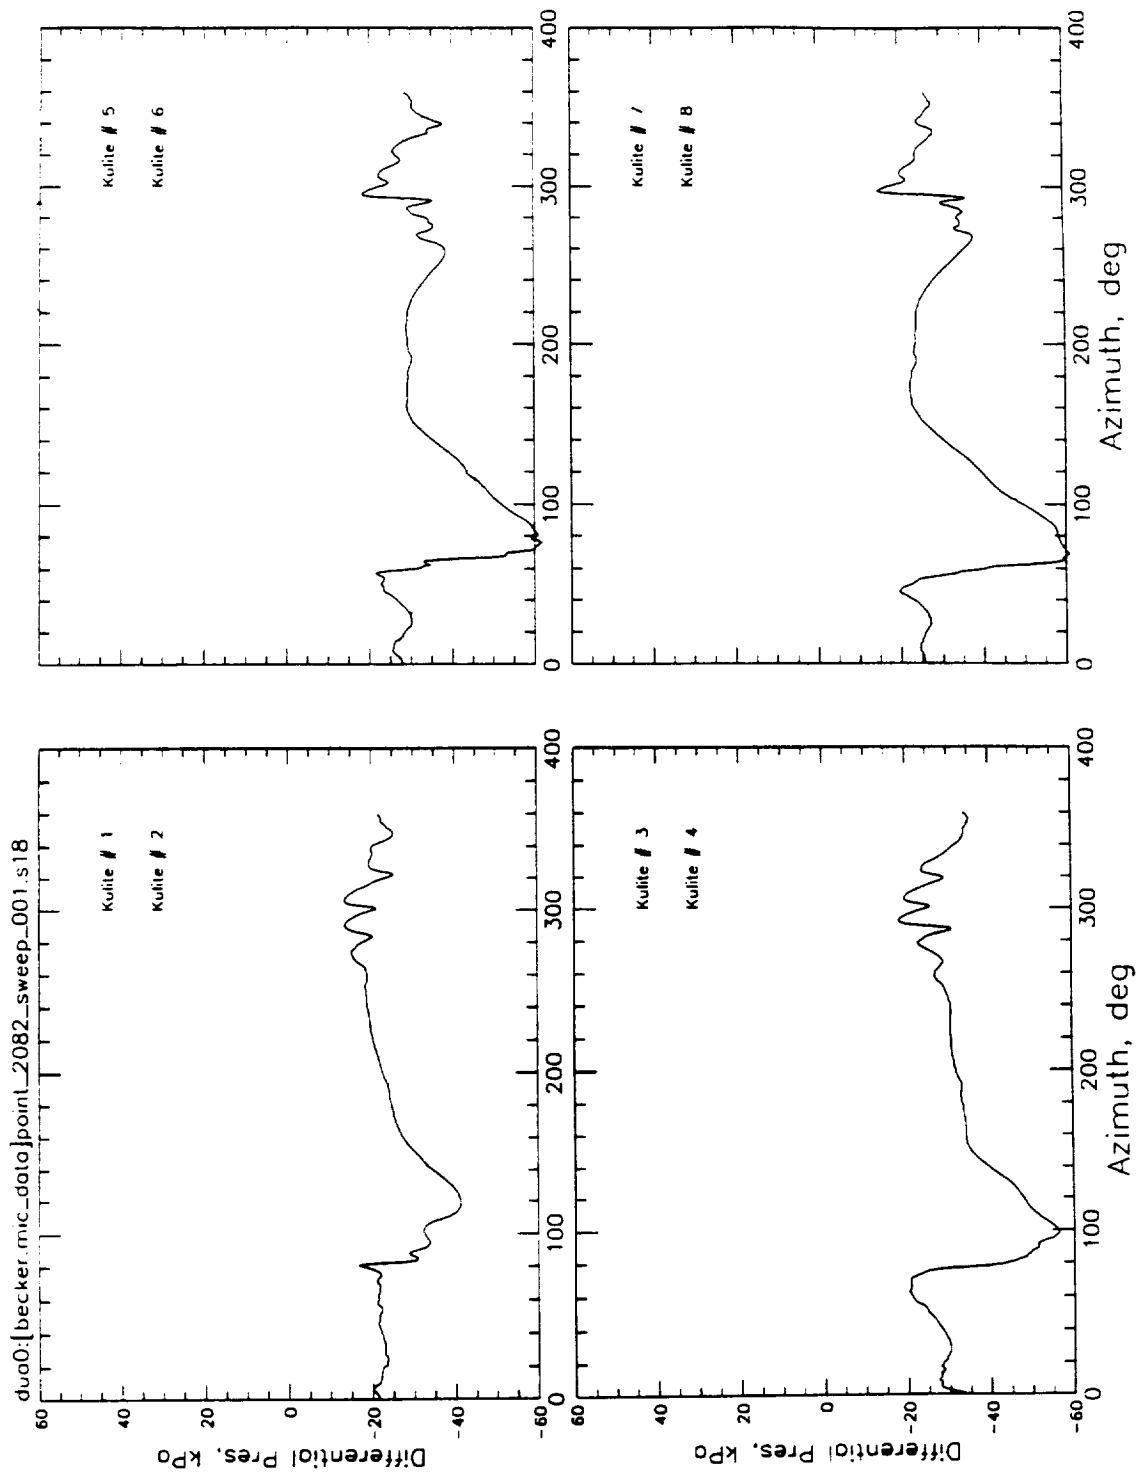 dua0:[becker.mic_data]point_2082_sweep_001.s18
60
40
20
0
-20
-40
-60
Differential Pres, kPa
Kulite # 1
Kulite # 2
0
100
200
300
400
Kulite # 5
Kulite # 6
0
100
200
300
400
60
40
20
0
-20
-40
-60
Differential Pres, kPa
Kulite # 3
Kulite # 4
0
100
200
300
400
Azimuth, deg
Kulite # 7
Kulite # 8
0
100
200
300
400
Azimuth, deg